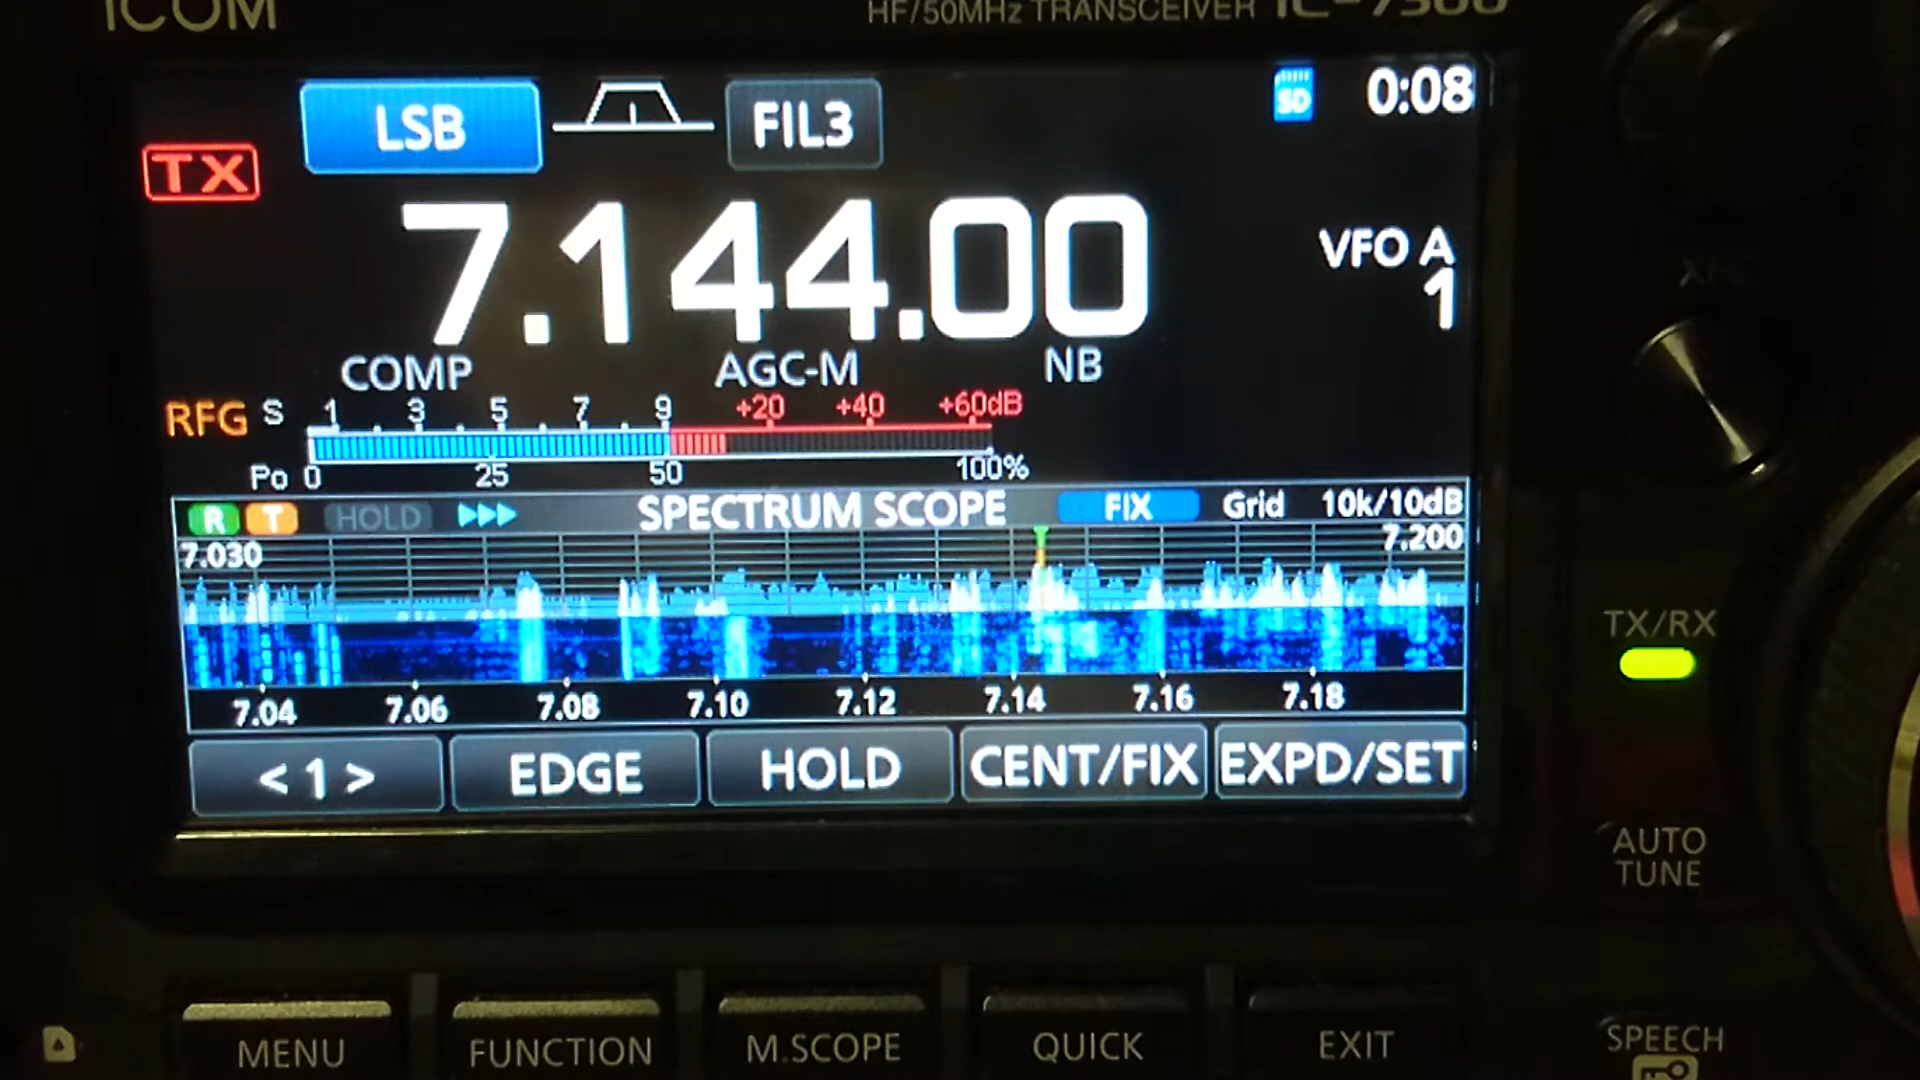 ICOM
HF/50MHz TRANSCEIVER IC-7300
LSB FIL3 SD 0:08
TX
7.144.00
VFO A
1
COMP AGC-M NB
RFG S 1 3 5 7 9 +20 +40 +60dB
Po 0 25 50 100%
R T HOLD SPECTRUM SCOPE FIX Grid 10k/10dB
7.030 7.200
7.04 7.06 7.08 7.10 7.12 7.14 7.16 7.18
< 1 > EDGE HOLD CENT/FIX EXPD/SET
TX/RX
AUTO
TUNE
MENU FUNCTION M.SCOPE QUICK EXIT
SPEECH